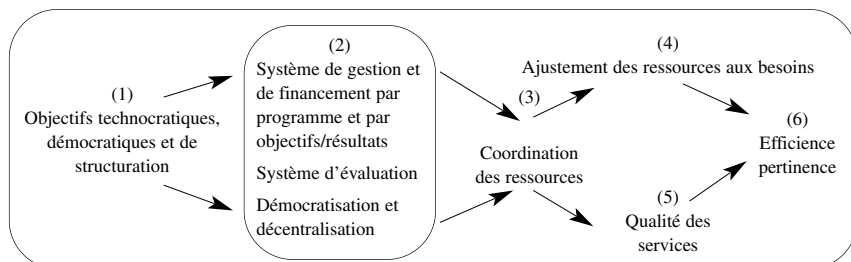 (1)
Objectifs technocratiques,
démocratiques et de
structuration
(2)
Système de gestion et
de financement par
programme et par
objectifs/résultats
Système d’évaluation
Démocratisation et
décentralisation
(3)
Coordination
des ressources
(4)
Ajustement des ressources aux besoins
(5)
Qualité des
services
(6)
Efficience
pertinence